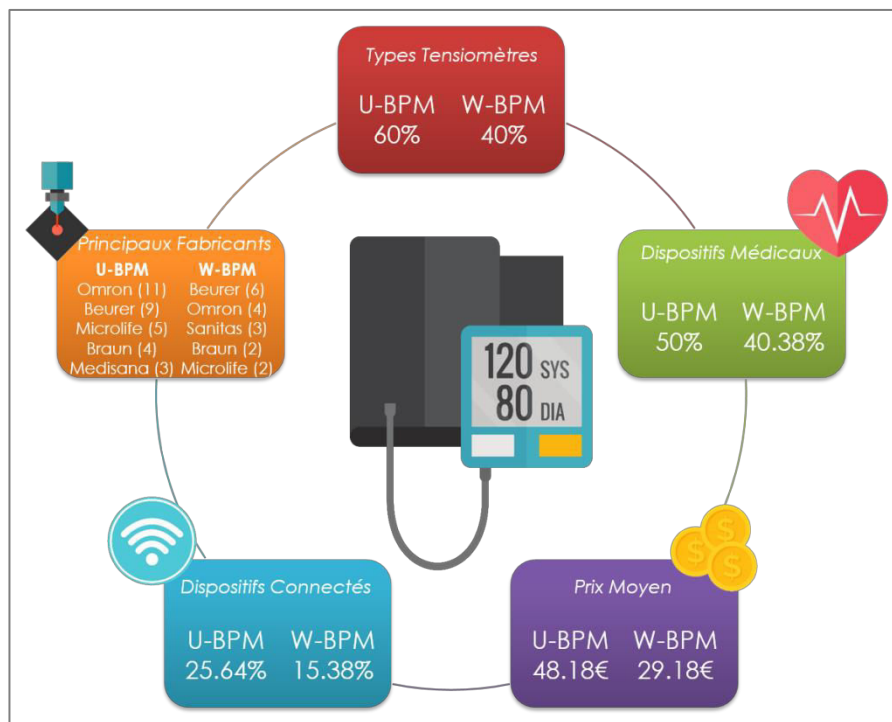 Types Tensiomètres
U-BPM W-BPM
60% 40%
Principaux Fabricants
U-BPM W-BPM
Omron (11) Beurer (6)
Beurer (9) Omron (4)
Microlife (5) Sanitas (3)
Braun (4) Braun (2)
Medisana (3) Microlife (2)
Dispositifs Médicaux
U-BPM W-BPM
50% 40.38%
120 SYS
80 DIA
Dispositifs Connectés
U-BPM W-BPM
25.64% 15.38%
Prix Moyen
U-BPM W-BPM
48.18€ 29.18€
$
$
$